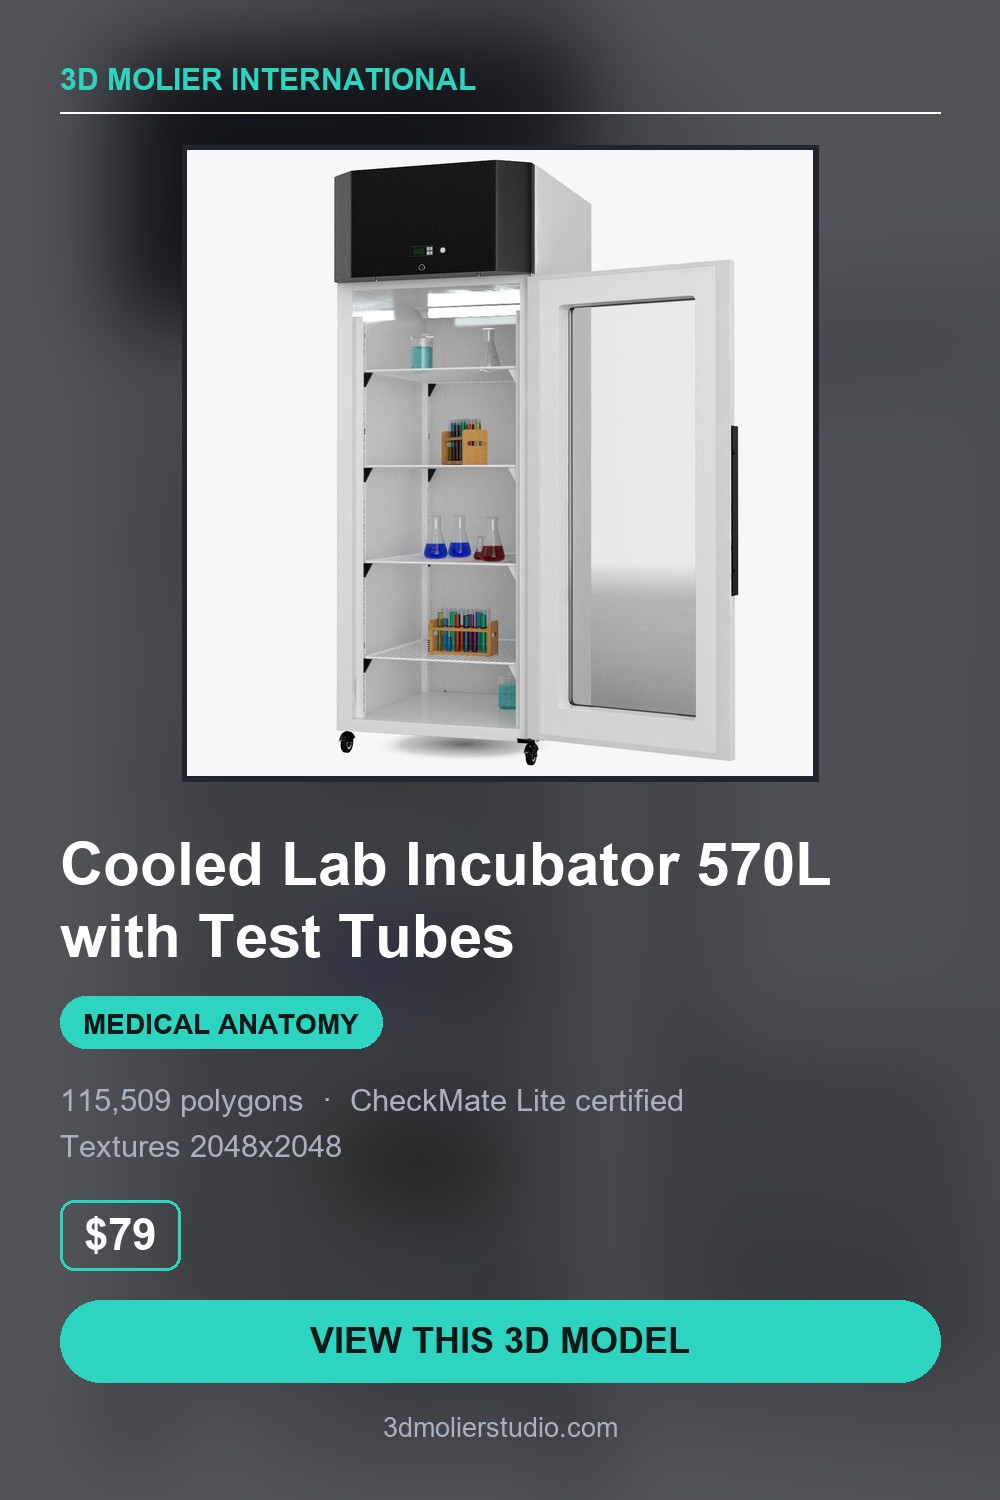 3D MOLIER INTERNATIONAL
Cooled Lab Incubator 570L
with Test Tubes
MEDICAL ANATOMY
115,509 polygons · CheckMate Lite certified
Textures 2048x2048
$79
VIEW THIS 3D MODEL
3dmolierstudio.com